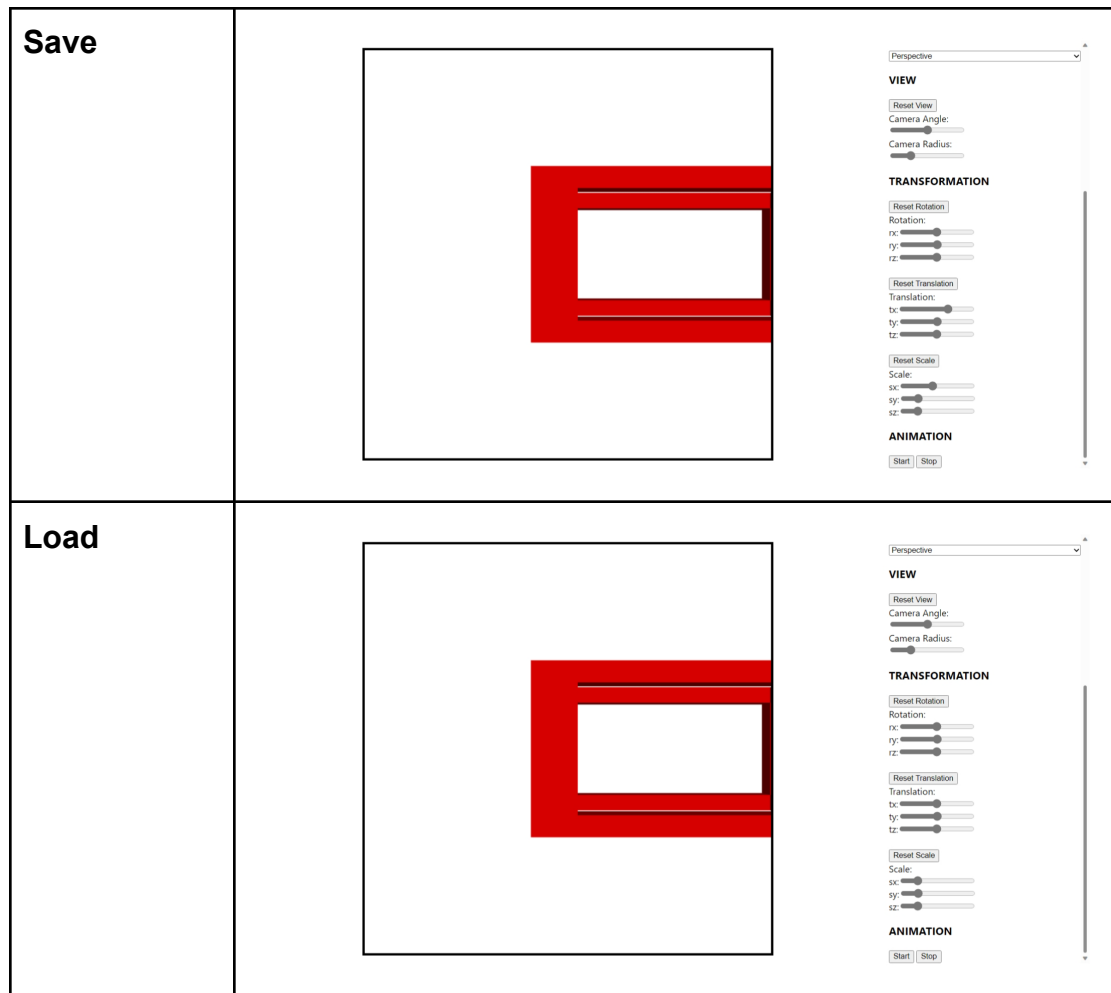 Save
Perspective
VIEW
Reset View
Camera Angle:
Camera Radius:
TRANSFORMATION
Reset Rotation
Rotation:
rx:
ry:
rz:
Reset Translation
Translation:
tx:
ty:
tz:
Reset Scale
Scale:
sx:
sy:
sz:
ANIMATION
Start Stop
Load
Perspective
VIEW
Reset View
Camera Angle:
Camera Radius:
TRANSFORMATION
Reset Rotation
Rotation:
rx:
ry:
rz:
Reset Translation
Translation:
tx:
ty:
tz:
Reset Scale
Scale:
sx:
sy:
sz:
ANIMATION
Start Stop